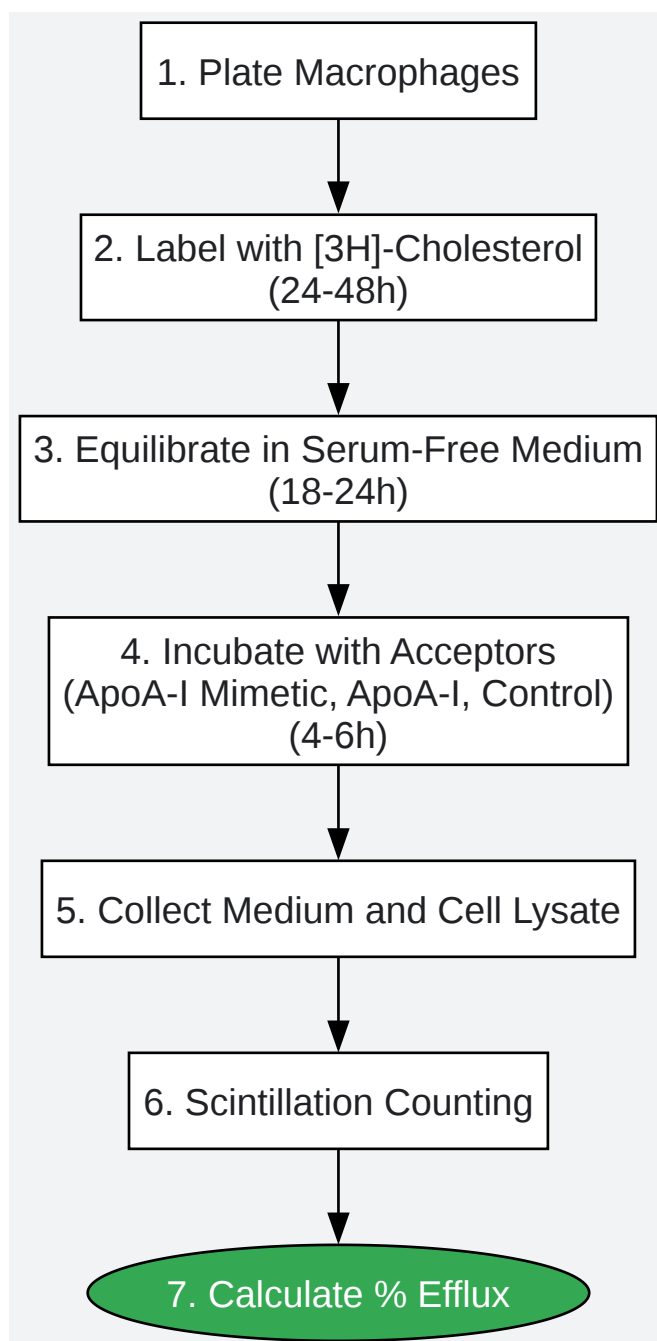 1. Plate Macrophages
2. Label with [3H]-Cholesterol
(24-48h)
3. Equilibrate in Serum-Free Medium
(18-24h)
4. Incubate with Acceptors
(ApoA-I Mimetic, ApoA-I, Control)
(4-6h)
5. Collect Medium and Cell Lysate
6. Scintillation Counting
7. Calculate % Efflux